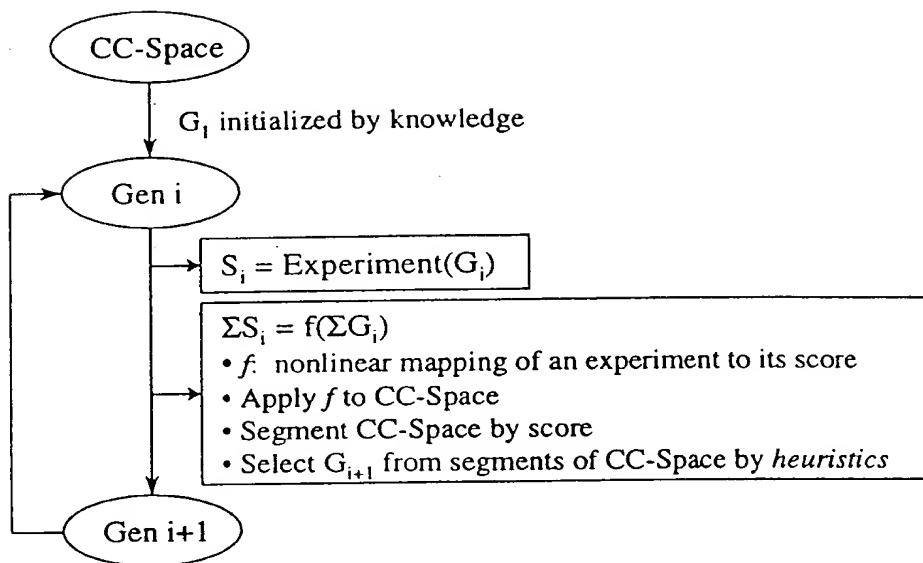 CC-Space
G₁ initialized by knowledge
Gen i
Sᵢ = Experiment(Gᵢ)
ΣSᵢ = f(ΣGᵢ)
• f: nonlinear mapping of an experiment to its score
• Apply f to CC-Space
• Segment CC-Space by score
• Select Gᵢ₊₁ from segments of CC-Space by heuristics
Gen i+1